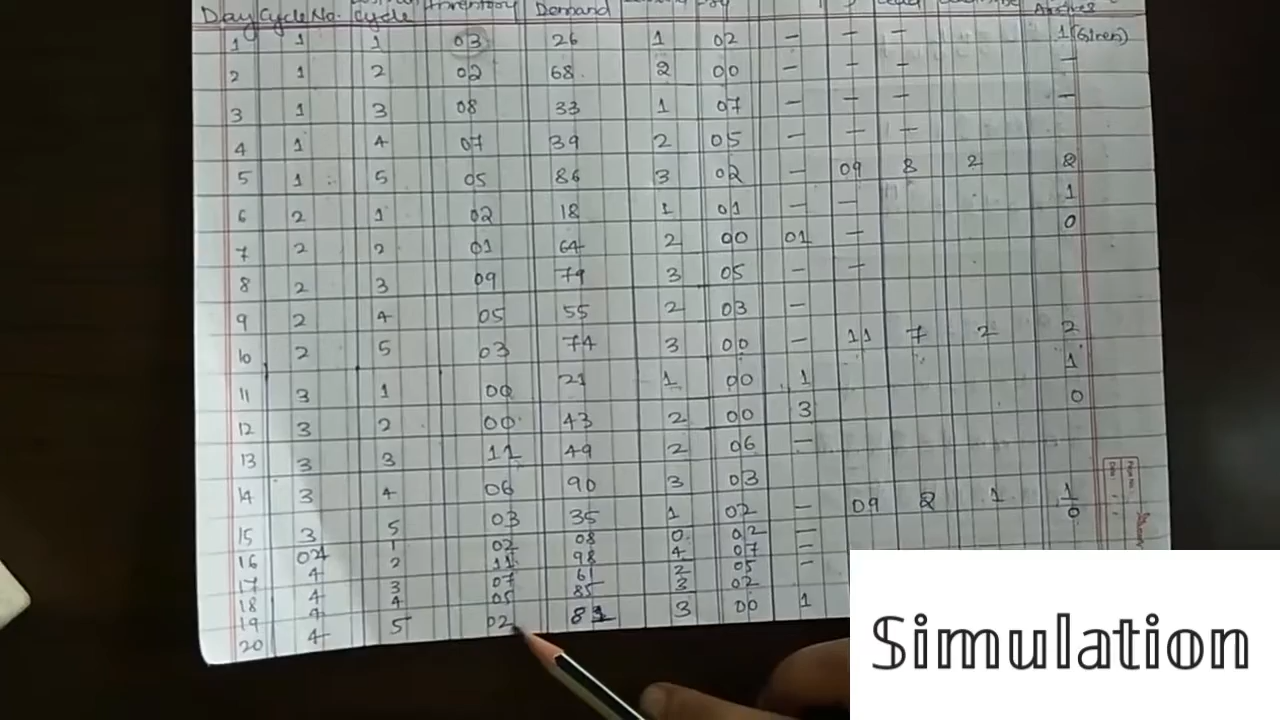 Day Cycle No. cycle Inventory Demand Arrives
1 1 1 03 26 1 02 – – – 1 (Given)
2 1 2 02 68 2 00 – – – –
3 1 3 08 33 1 07 – – – –
4 1 4 07 39 2 05 – – –
5 1 5 05 86 3 02 – 09 8 2 2
6 2 1 02 18 1 01 – – 1
7 2 2 01 64 2 00 01 – 0
8 2 3 09 79 3 05 – –
9 2 4 05 55 2 03 –
10 2 5 03 74 3 00 – 11 7 2 2
11 3 1 00 21 1 00 1 1
12 3 2 00 43 2 00 3 0
13 3 3 11 49 2 06 –
14 3 4 06 90 3 03
15 3 5 03 35 1 02 – 09 2 1 1
16 04 1 02 08 0 02 – 0
17 4 2 11 98 4 07 –
18 4 3 07 61 2 05 –
19 4 4 05 85 3 02
20 4 5 02 81 3 00 1
Simulation